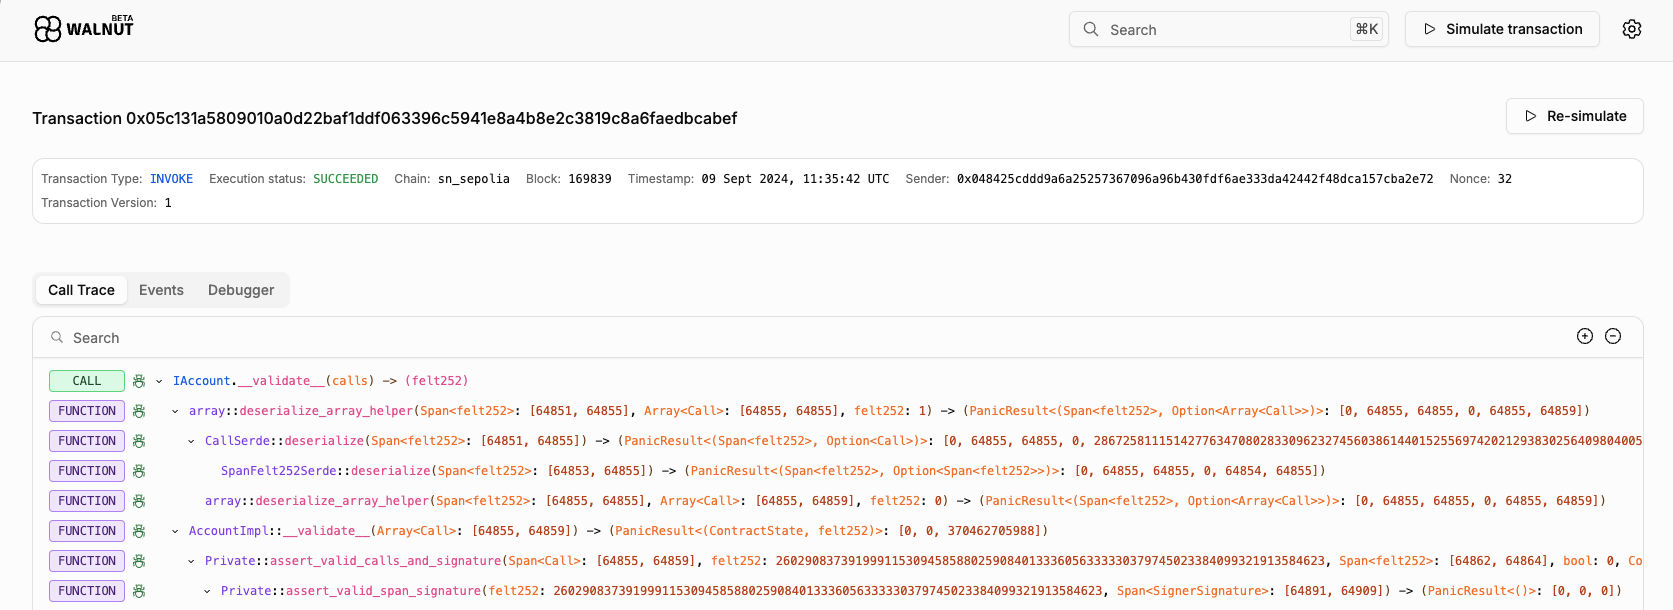 WALNUT BETA
Search ⌘K
Simulate transaction
Transaction 0x05c131a5809010a0d22baf1ddf063396c5941e8a4b8e2c3819c8a6faedbcabef
Re-simulate
Transaction Type: INVOKE Execution status: SUCCEEDED Chain: sn_sepolia Block: 169839 Timestamp: 09 Sept 2024, 11:35:42 UTC Sender: 0x048425cddd9a6a25257367096a96b430fdf6ae333da42442f48dca157cba2e72 Nonce: 32
Transaction Version: 1
Call Trace Events Debugger
Search
CALL IAccount.__validate__(calls) -> (felt252)
FUNCTION array::deserialize_array_helper(Span<felt252>: [64851, 64855], Array<Call>: [64855, 64855], felt252: 1) -> (PanicResult<(Span<felt252>, Option<Array<Call>>)>: [0, 64855, 64855, 0, 64855, 64859])
FUNCTION CallSerde::deserialize(Span<felt252>: [64851, 64855]) -> (PanicResult<(Span<felt252>, Option<Call>)>: [0, 64855, 64855, 0, 2867258111514277634708028330962327456038614401525569742021293830256409804005
FUNCTION SpanFelt252Serde::deserialize(Span<felt252>: [64853, 64855]) -> (PanicResult<(Span<felt252>, Option<Span<felt252>>)>: [0, 64855, 64855, 0, 64854, 64855])
FUNCTION array::deserialize_array_helper(Span<felt252>: [64855, 64855], Array<Call>: [64855, 64859], felt252: 0) -> (PanicResult<(Span<felt252>, Option<Array<Call>>)>: [0, 64855, 64855, 0, 64855, 64859])
FUNCTION AccountImpl::__validate__(Array<Call>: [64855, 64859]) -> (PanicResult<(ContractState, felt252)>: [0, 0, 370462705988])
FUNCTION Private::assert_valid_calls_and_signature(Span<Call>: [64855, 64859], felt252: 2602908373919991153094585880259084013336056333330379745023384099321913584623, Span<felt252>: [64862, 64864], bool: 0, Co
FUNCTION Private::assert_valid_span_signature(felt252: 2602908373919991153094585880259084013336056333330379745023384099321913584623, Span<SignerSignature>: [64891, 64909]) -> (PanicResult<()>: [0, 0, 0])